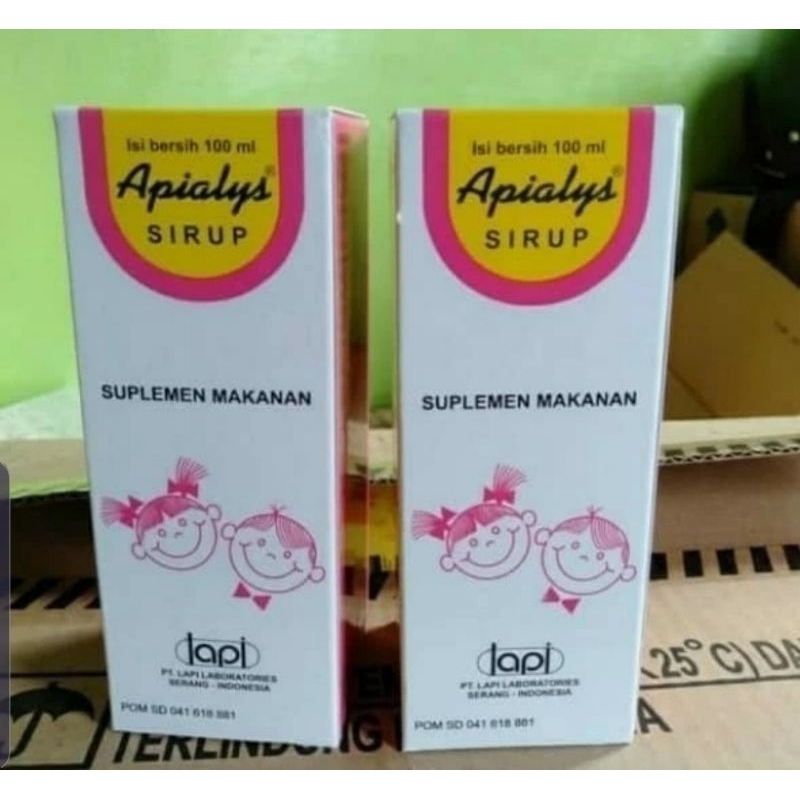 Isi bersih 100 ml
Apialys®
SIRUP
SUPLEMEN MAKANAN
lapi
PT. LAPI LABORATORIES
SERANG - INDONESIA
POM SD 041 618 881
Isi bersih 100 ml
Apialys®
SIRUP
SUPLEMEN MAKANAN
lapi
PT. LAPI LABORATORIES
SERANG - INDONESIA
POM SD 041 618 881
25°C) DA
TERLINDUNG